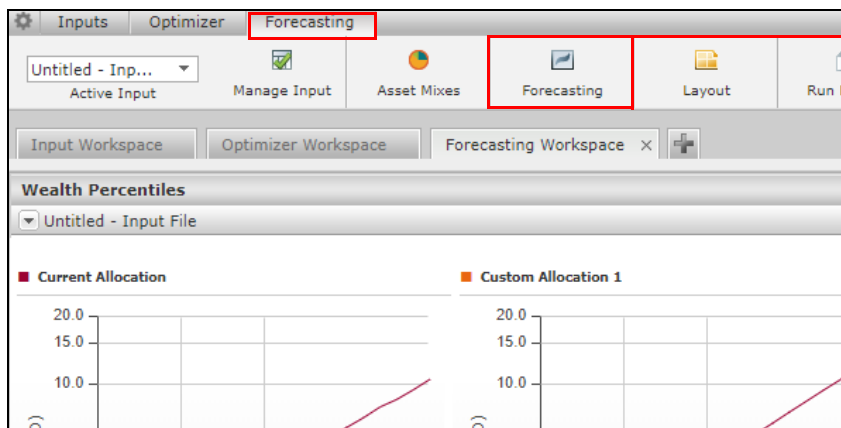 Inputs Optimizer Forecasting
Untitled - Inp...
Active Input Manage Input Asset Mixes Forecasting Layout Run
Input Workspace Optimizer Workspace Forecasting Workspace
Wealth Percentiles
Untitled - Input File
Current Allocation Custom Allocation 1
20.0 20.0
15.0 15.0
10.0 10.0